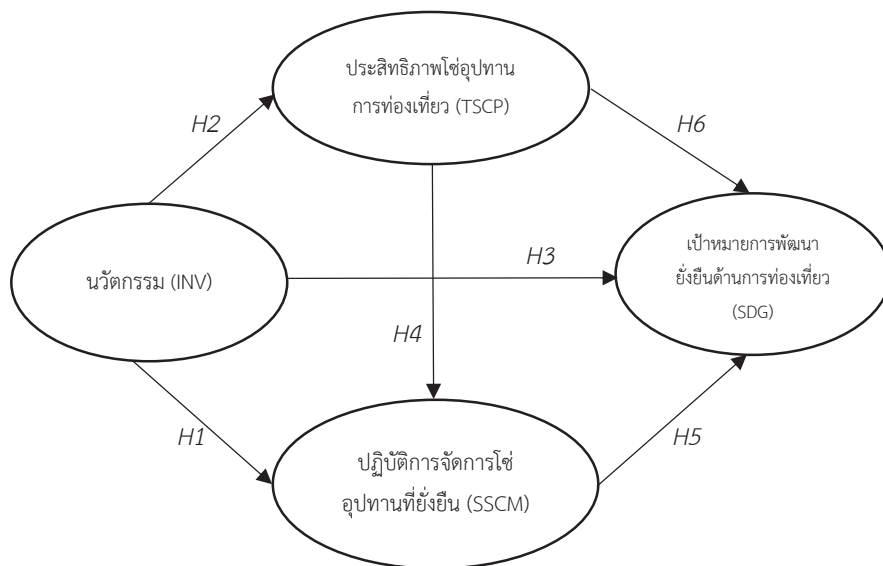 ประสิทธิภาพโซ่อุปทาน
การท่องเที่ยว (TSCP)
H2
H6
นวัตกรรม (INV)
H3
เป้าหมายการพัฒนา
ยั่งยืนด้านการท่องเที่ยว
(SDG)
H4
H1
H5
ปฏิบัติการจัดการโซ่
อุปทานที่ยั่งยืน (SSCM)